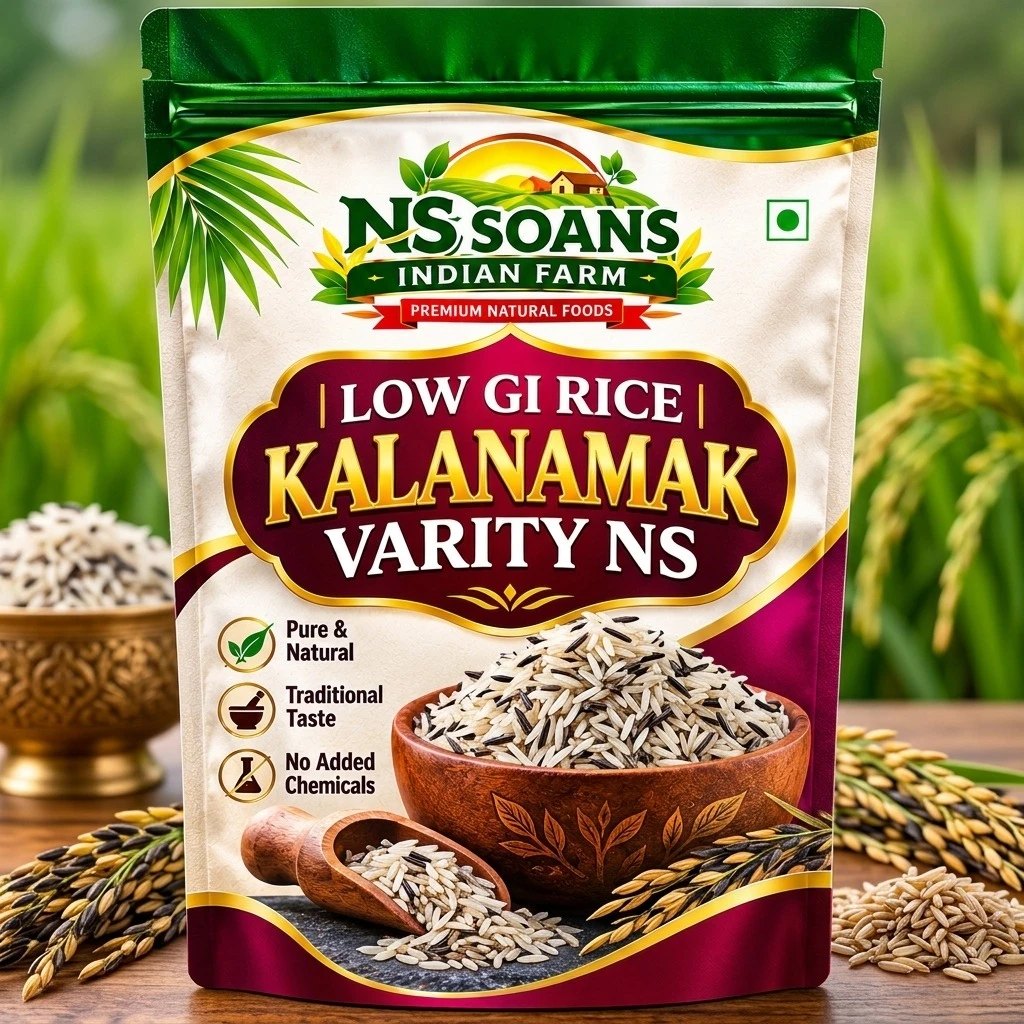 NS SOANS
INDIAN FARM
PREMIUM NATURAL FOODS
LOW GI RICE
KALANAMAK
VARITY NS
Pure &
Natural
Traditional
Taste
No Added
Chemicals